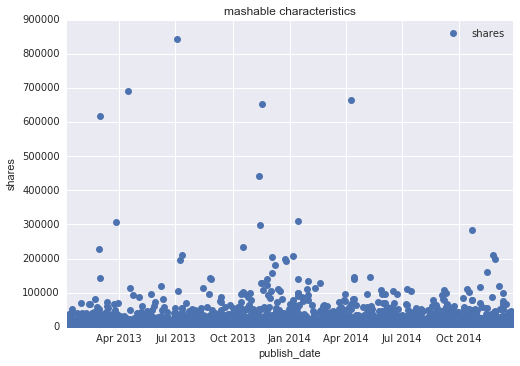 mashable characteristics
shares
900000
800000
700000
600000
500000
400000
300000
200000
100000
0
shares
Apr 2013 Jul 2013 Oct 2013 Jan 2014 Apr 2014 Jul 2014 Oct 2014
publish_date